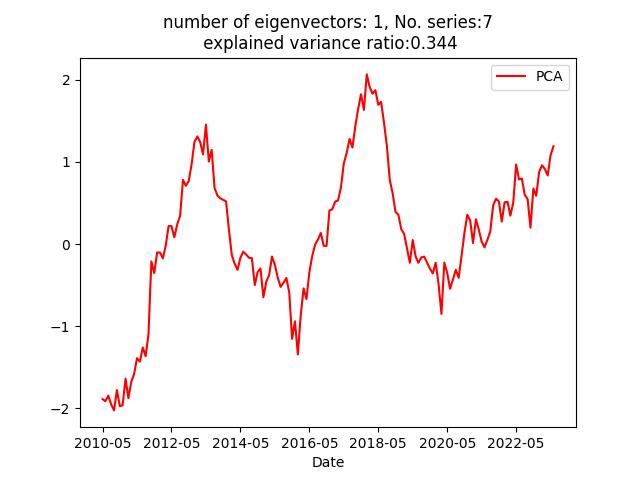 number of eigenvectors: 1, No. series:7
explained variance ratio:0.344
PCA
2
1
0
−1
−2
2010-05 2012-05 2014-05 2016-05 2018-05 2020-05 2022-05
Date